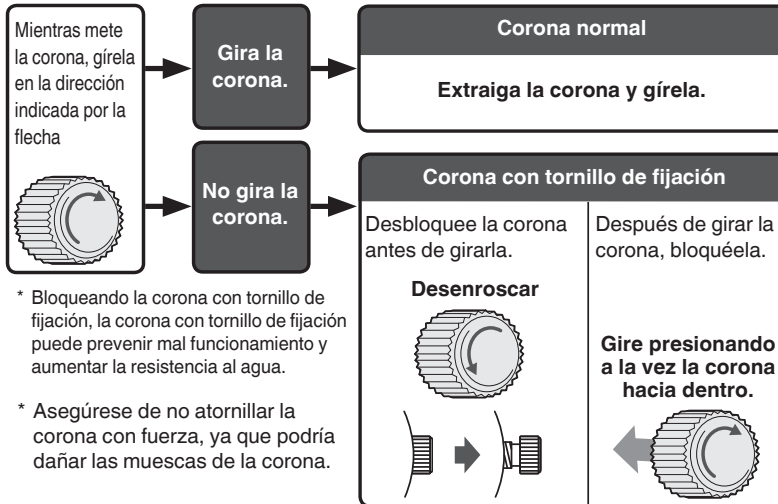 Mientras mete
la corona, gírela
en la dirección
indicada por la
flecha
Gira la
corona.
Corona normal
Extraiga la corona y gírela.
No gira la
corona.
Corona con tornillo de fijación
Desbloquee la corona
antes de girarla.
Desenroscar
Después de girar la
corona, bloquéela.
Gire presionando
a la vez la corona
hacia dentro.
* Bloqueando la corona con tornillo de
fijación, la corona con tornillo de fijación
puede prevenir mal funcionamiento y
aumentar la resistencia al agua.
* Asegúrese de no atornillar la
corona con fuerza, ya que podría
dañar las muescas de la corona.